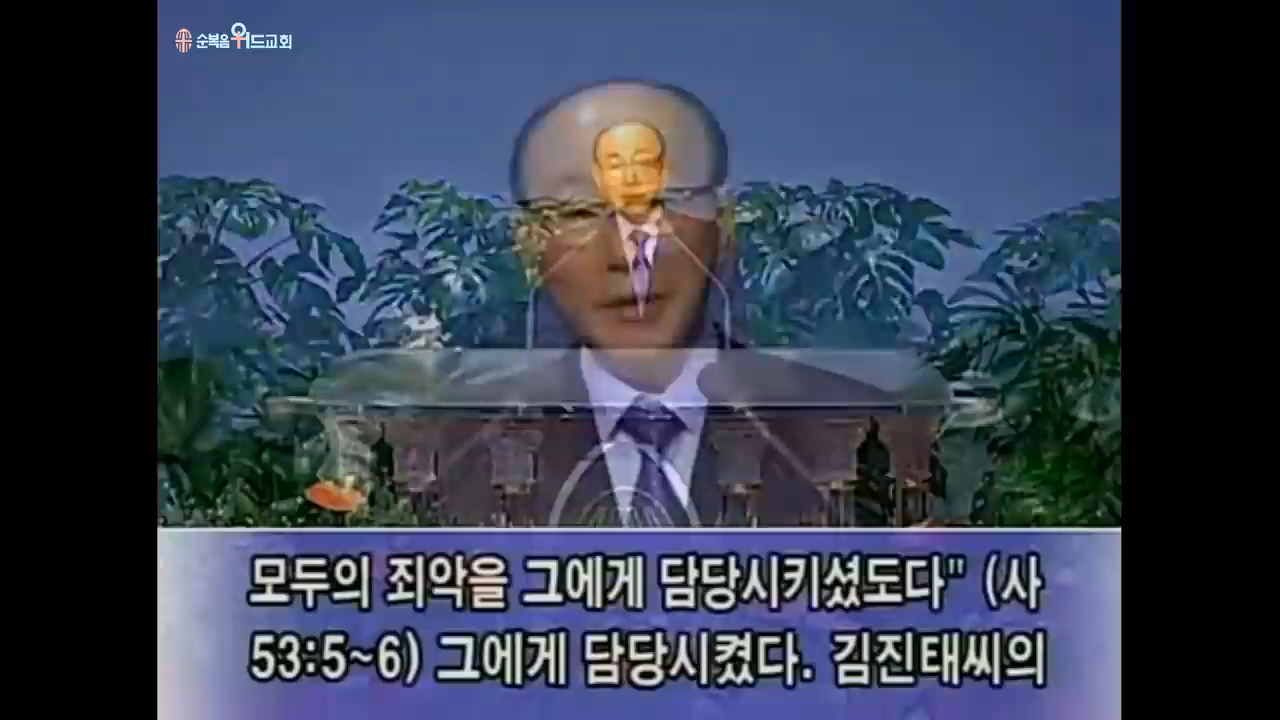 순복음워드교회
모두의 죄악을 그에게 담당시키셨도다" (사
53:5~6) 그에게 담당시켰다. 김진태씨의